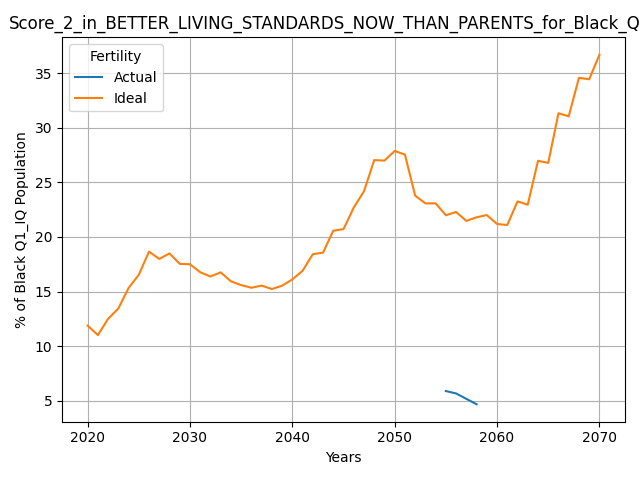 Score_2_in_BETTER_LIVING_STANDARDS_NOW_THAN_PARENTS_for_Black_Q
Fertility
Actual
Ideal
% of Black Q1_IQ Population
35
30
25
20
15
10
5
2020 2030 2040 2050 2060 2070
Years